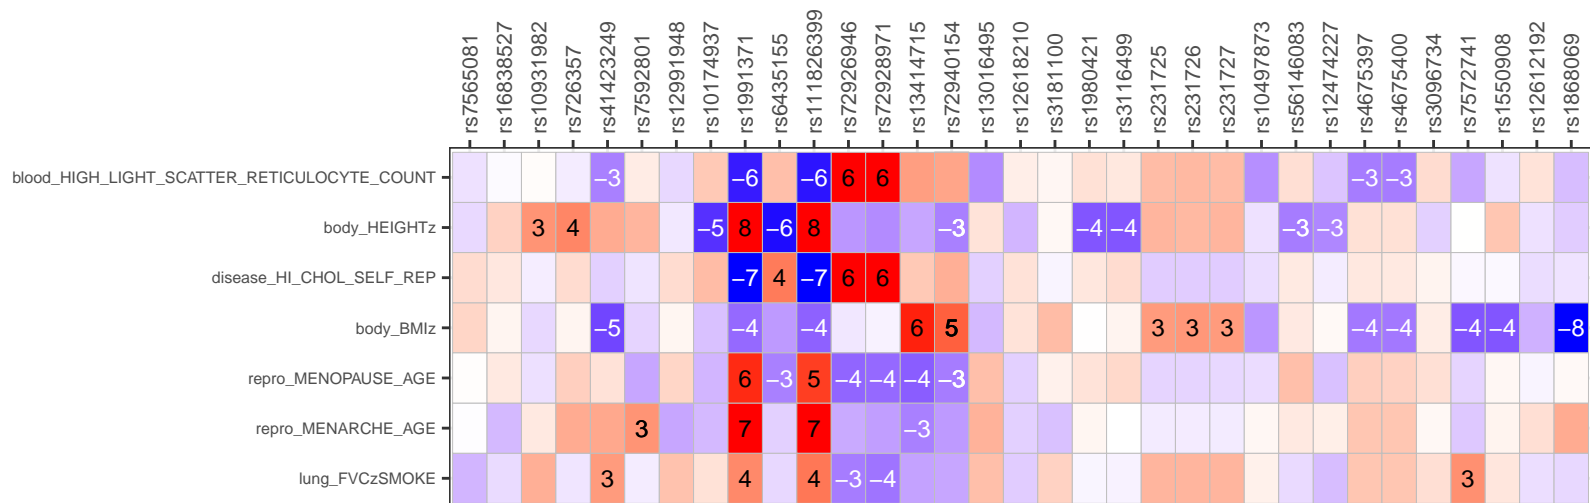 rs7565081 rs16838527 rs10931982 rs726357 rs414123249 rs7592801 rs12991948 rs10174937 rs1991371 rs6435155 rs111826399 rs72926946 rs72928971 rs13414715 rs72940154 rs13016495 rs12618210 rs3181100 rs1980421 rs3116499 rs231725 rs231726 rs231727 rs10497873 rs56146083 rs12474227 rs4675397 rs4675400 rs3096734 rs7572741 rs1550908 rs12612192 rs1868069
blood_HIGH_LIGHT_SCATTER_RETICULOCYTE_COUNT −3 −6 −6 6 6 −3 −3
body_HEIGHTz 3 4 −5 8 −6 8 −3 −4 −4 −3 −3
disease_HI_CHOL_SELF_REP −7 4 −7 6 6
body_BMIz −5 −4 −4 6 5 3 3 3 −4 −4 −4 −4 −8
repro_MENOPAUSE_AGE 6 −3 5 −4 −4 −4 −3
repro_MENARCHE_AGE 3 7 7 −3
lung_FVCzSMOKE 3 4 4 −3 −4 3